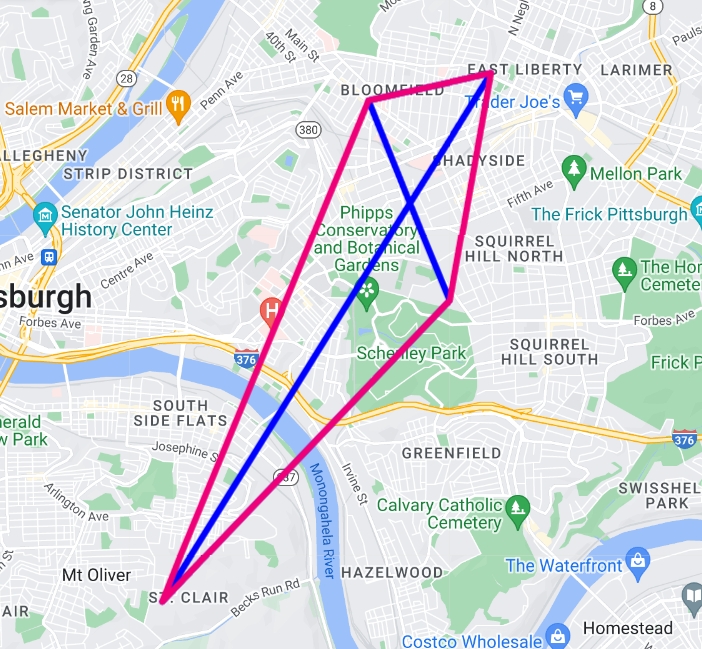 8
N Neg
Pauls
Main St
40th St
28
Penn Ave
EAST LIBERTY
LARIMER
BLOOMFIELD
Trader Joe's
Salem Market & Grill
380
SHADYSIDE
ALLEGHENY
STRIP DISTRICT
Mellon Park
Fifth Ave
Senator John Heinz
History Center
The Frick Pittsburgh
Phipps
Conservatory
and Botanical
Gardens
SQUIRREL
HILL NORTH
nn Ave
Centre Ave
The Hom
Cemete
sburgh
H
Forbes Ave
Forbes Ave
Schenley Park
SQUIRREL
HILL SOUTH
376
Frick P
SOUTH
SIDE FLATS
erald
w Park
376
Josephine St
GREENFIELD
Monongahela River
Irvine St
Arlington Ave
SWISSHEL
PARK
Calvary Catholic
Cemetery
Mt Oliver
The Waterfront
HAZELWOOD
ST. CLAIR
Becks Run Rd
AIR
Homestead
Costco Wholesale